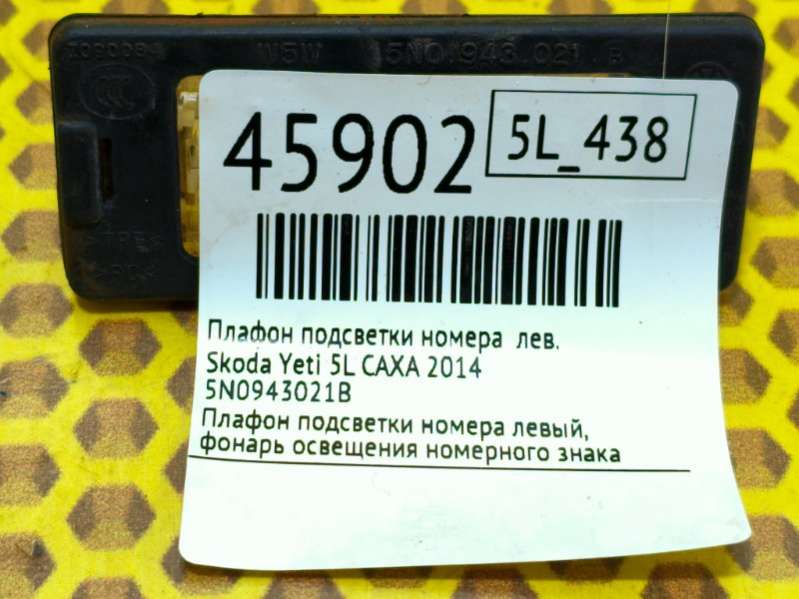 W5W 5N0.943.021 B
45902
5L_438
Плафон подсветки номера лев.
Skoda Yeti 5L CAXA 2014
5N0943021B
Плафон подсветки номера левый,
фонарь освещения номерного знака